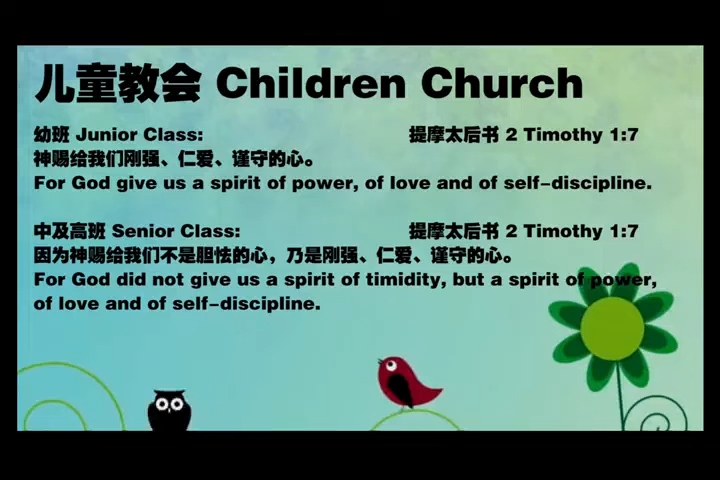 儿童教会 Children Church
幼班 Junior Class: 提摩太后书 2 Timothy 1:7
神赐给我们刚强、仁爱、谨守的心。
For God give us a spirit of power, of love and of self-discipline.
中及高班 Senior Class: 提摩太后书 2 Timothy 1:7
因为神赐给我们不是胆怯的心，乃是刚强、仁爱、谨守的心。
For God did not give us a spirit of timidity, but a spirit of power,
of love and of self-discipline.